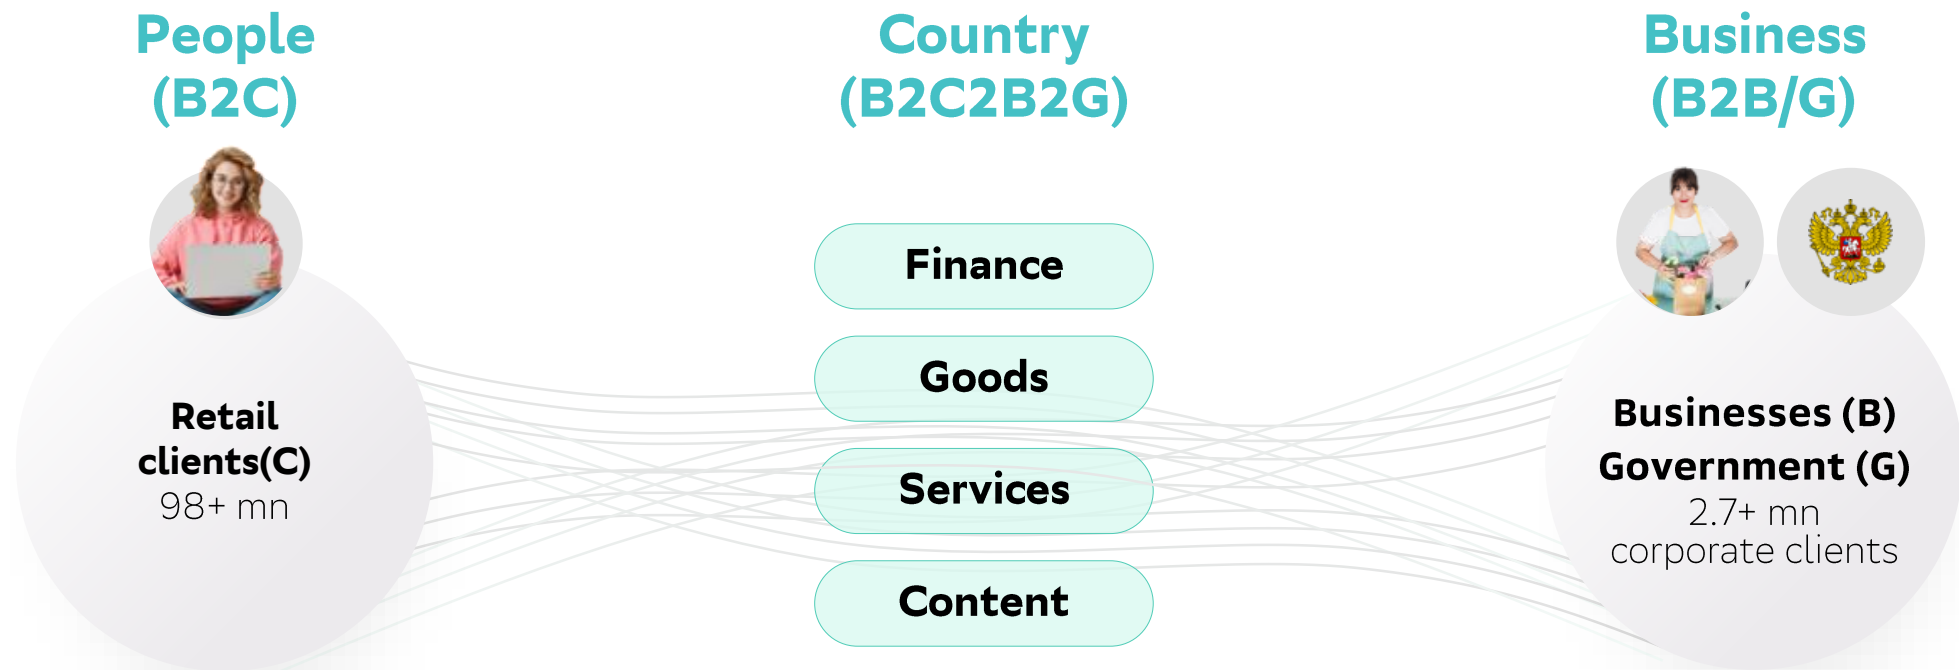 People
(B2C)
Retail
clients(C)
98+ mn
Country
(B2C2B2G)
Finance
Goods
Services
Content
Business
(B2B/G)
Businesses (B)
Government (G)
2.7+ mn
corporate clients